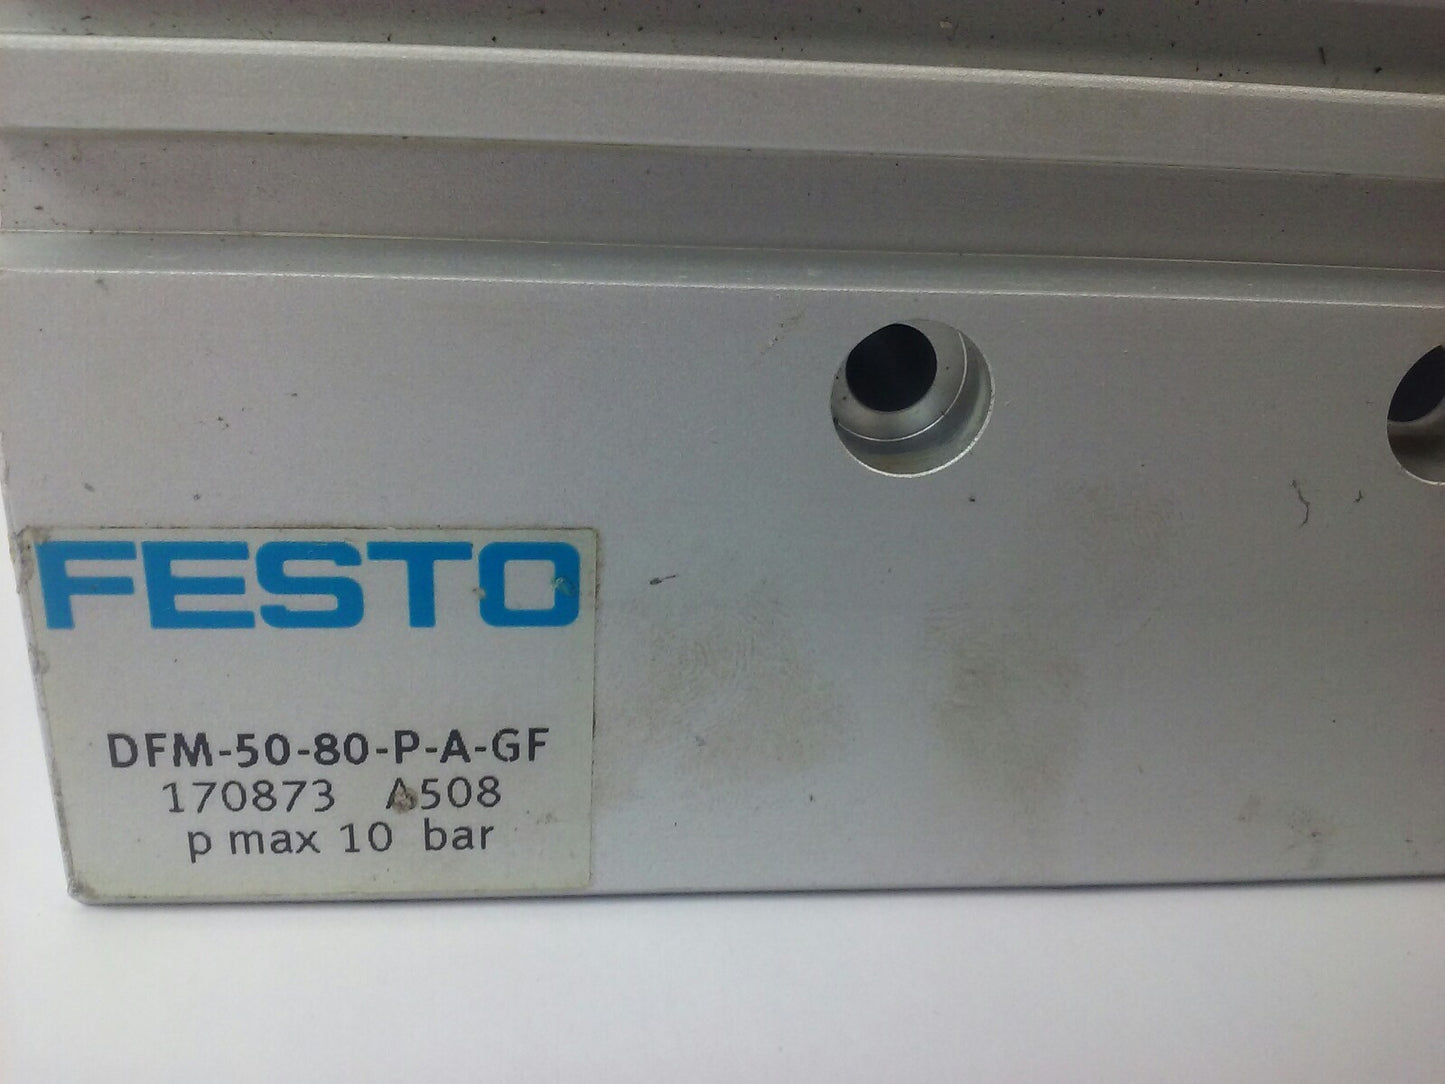 FESTO
DFM-50-80-P-A-GF
170873 A508
p max 10 bar